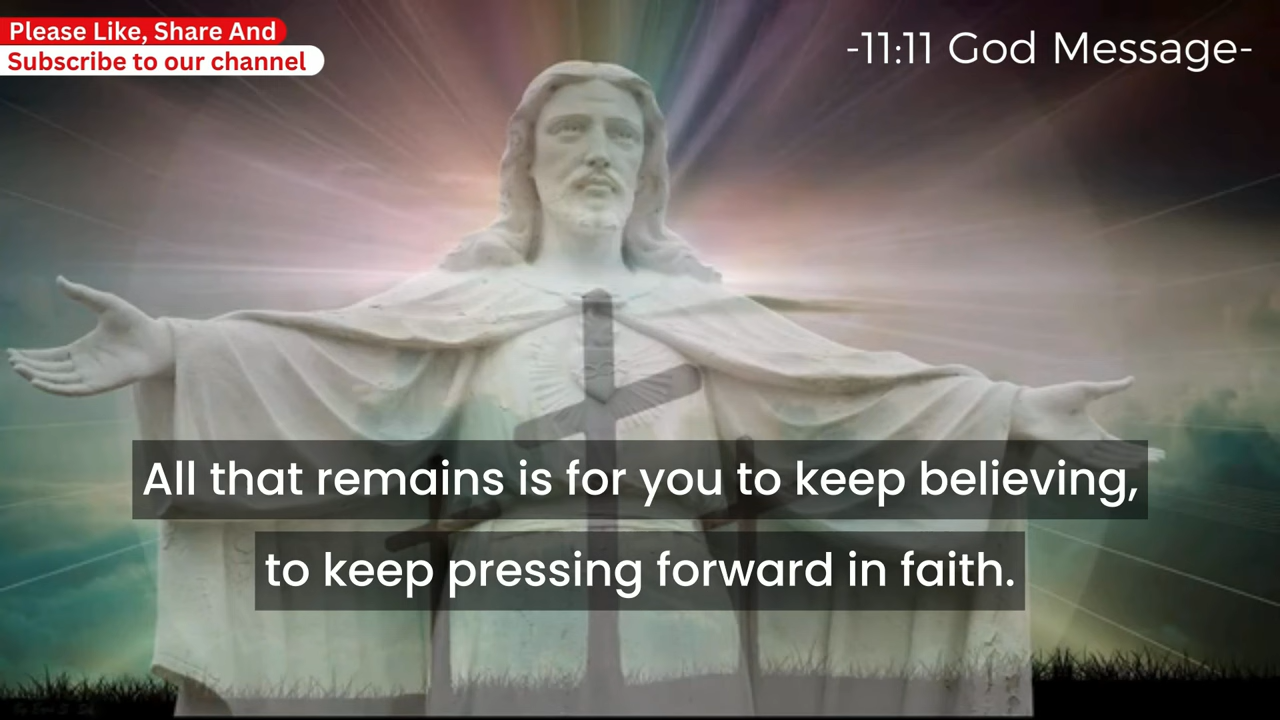 Please Like, Share And
Subscribe to our channel
-11:11 God Message-
All that remains is for you to keep believing,
to keep pressing forward in faith.